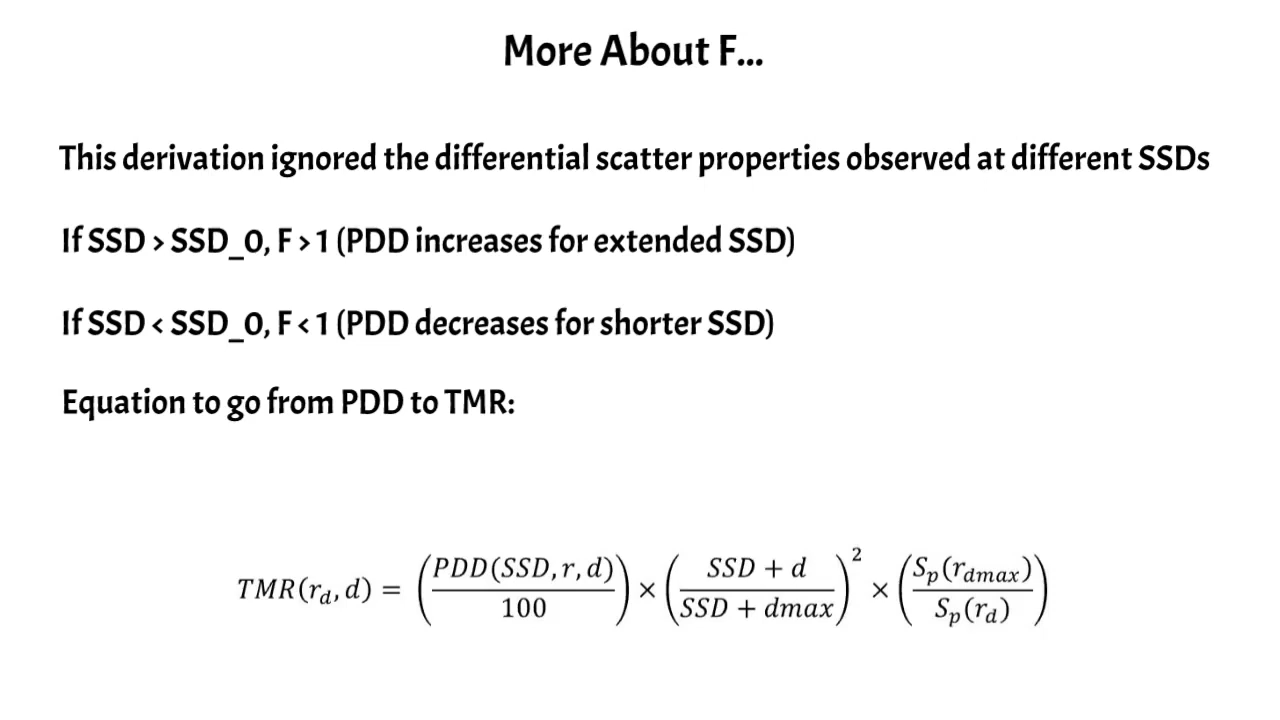 More About F...
This derivation ignored the differential scatter properties observed at different SSDs
If SSD > SSD_0, F > 1 (PDD increases for extended SSD)
If SSD < SSD_0, F < 1 (PDD decreases for shorter SSD)
Equation to go from PDD to TMR:
TMR(r_d, d) = (PDD(SSD, r, d)/100) × ((SSD + d)/(SSD + dmax))² × (S_p(r_dmax)/S_p(r_d))